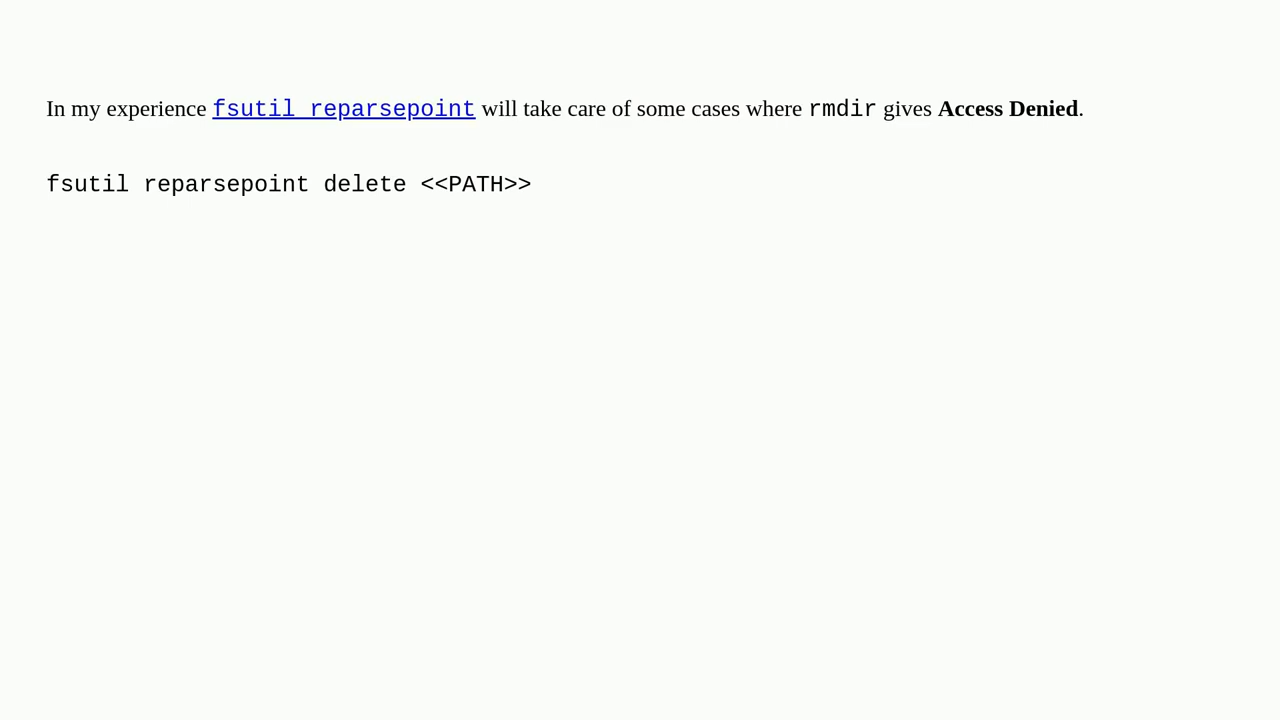 In my experience fsutil reparsepoint will take care of some cases where rmdir gives Access Denied.
fsutil reparsepoint delete <<PATH>>